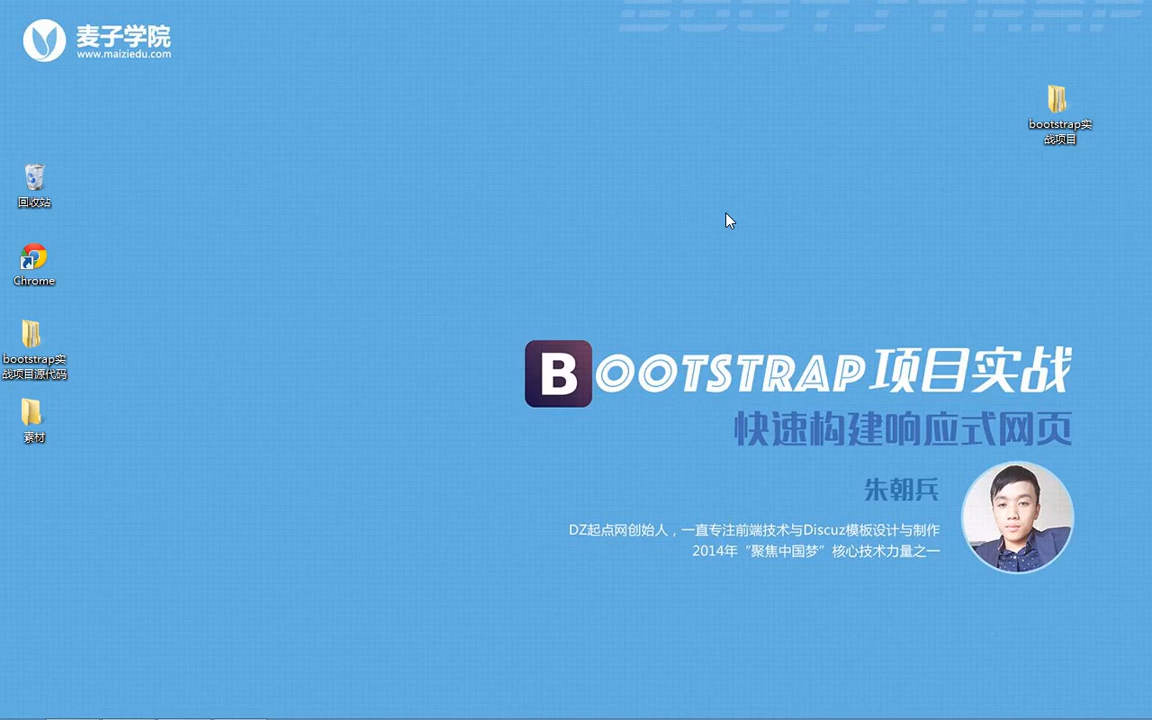 BOOTSTRAP
麦子学院
www.maiziedu.com
bootstrap实
战项目
回收站
Chrome
bootstrap实
战项目源代码
素材
BOOTSTRAP项目实战
快速构建响应式网页
朱朝兵
DZ起点网创始人，一直专注前端技术与Discuz模板设计与制作
2014年“聚焦中国梦”核心技术力量之一